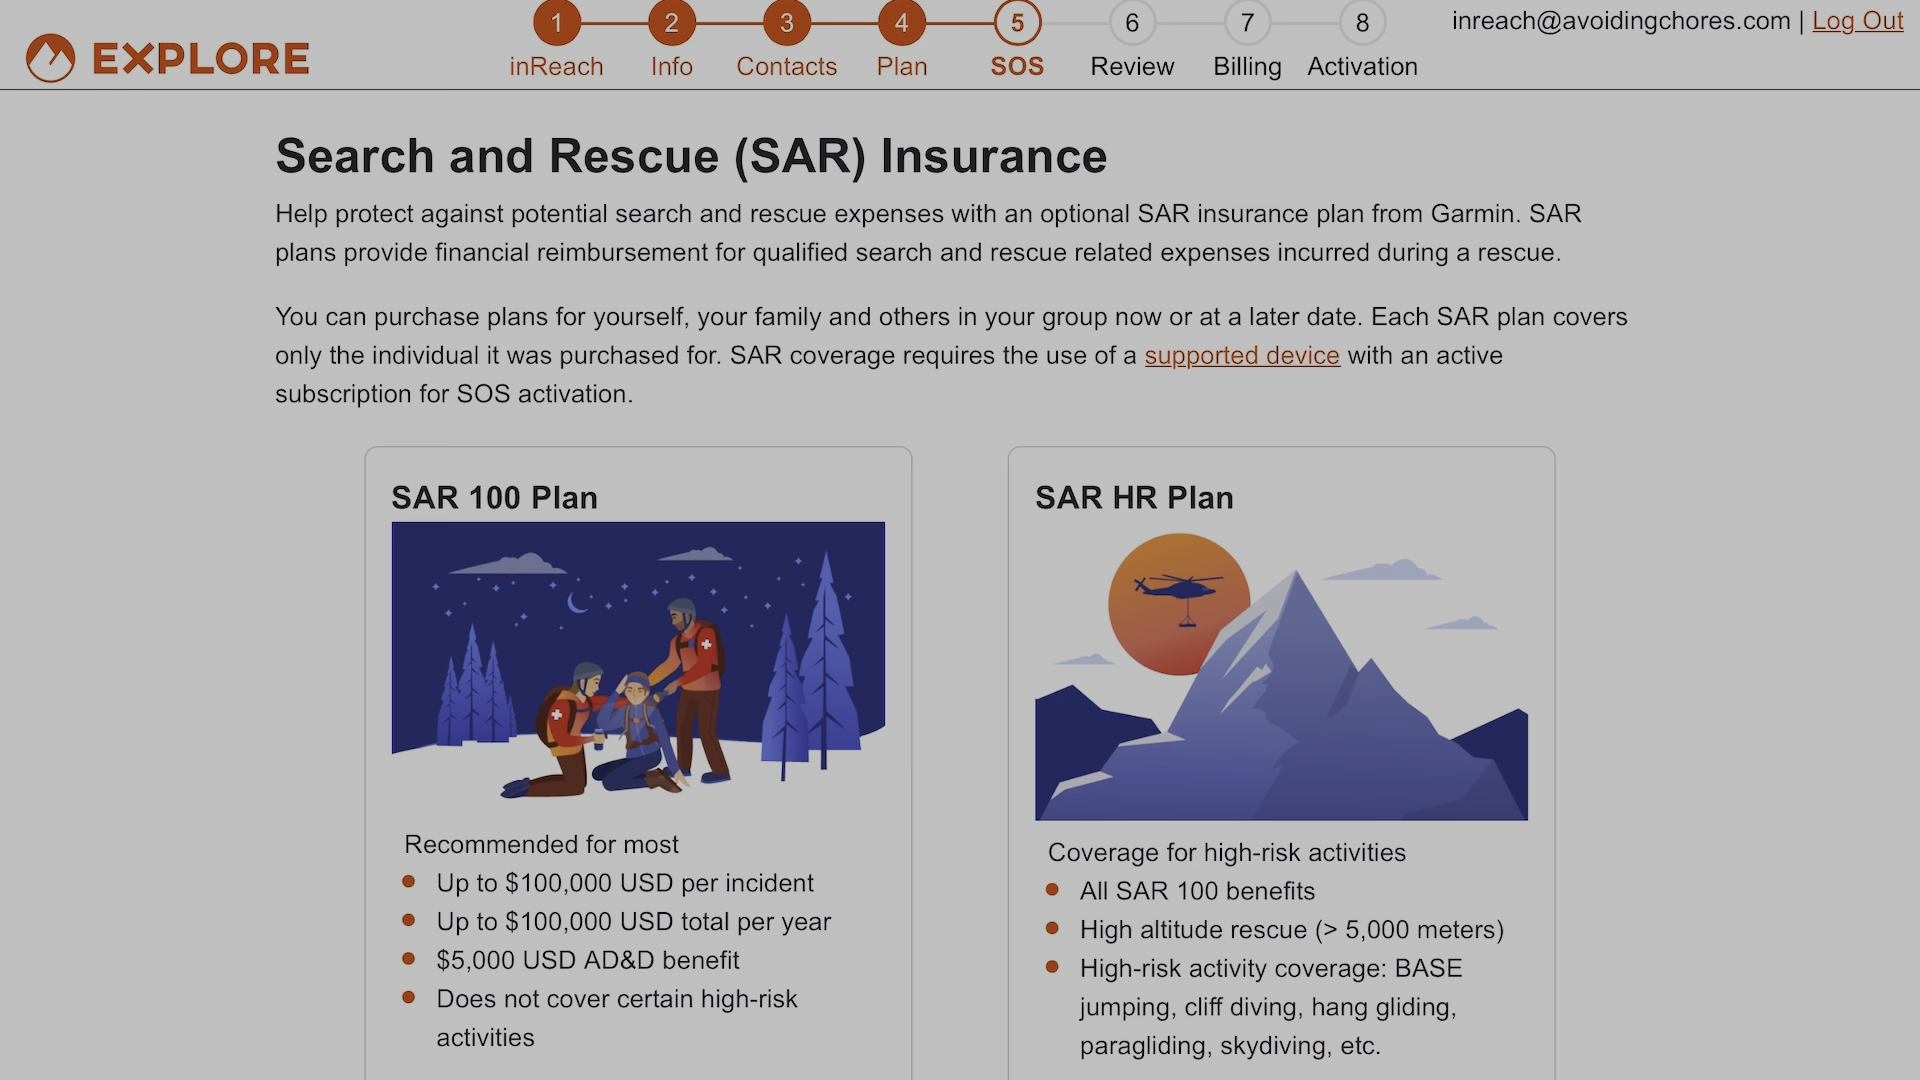 EXPLORE
1 2 3 4 5 6 7 8
inReach Info Contacts Plan SOS Review Billing Activation
inreach@avoidingchores.com | Log Out
Search and Rescue (SAR) Insurance
Help protect against potential search and rescue expenses with an optional SAR insurance plan from Garmin. SAR
plans provide financial reimbursement for qualified search and rescue related expenses incurred during a rescue.
You can purchase plans for yourself, your family and others in your group now or at a later date. Each SAR plan covers
only the individual it was purchased for. SAR coverage requires the use of a supported device with an active
subscription for SOS activation.
SAR 100 Plan
Recommended for most
Up to $100,000 USD per incident
Up to $100,000 USD total per year
$5,000 USD AD&D benefit
Does not cover certain high-risk
activities
SAR HR Plan
Coverage for high-risk activities
All SAR 100 benefits
High altitude rescue (> 5,000 meters)
High-risk activity coverage: BASE
jumping, cliff diving, hang gliding,
paragliding, skydiving, etc.